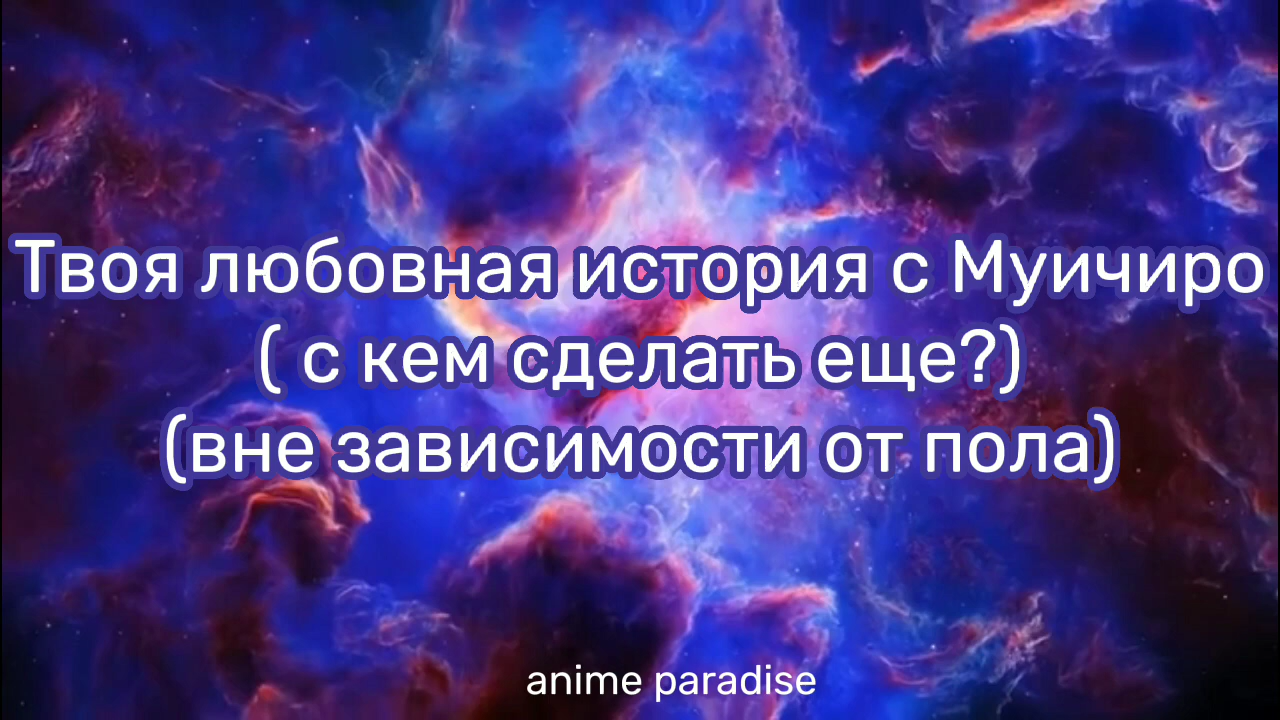 Твоя любовная история с Муичиро
( с кем сделать еще?)
(вне зависимости от пола)
anime paradise